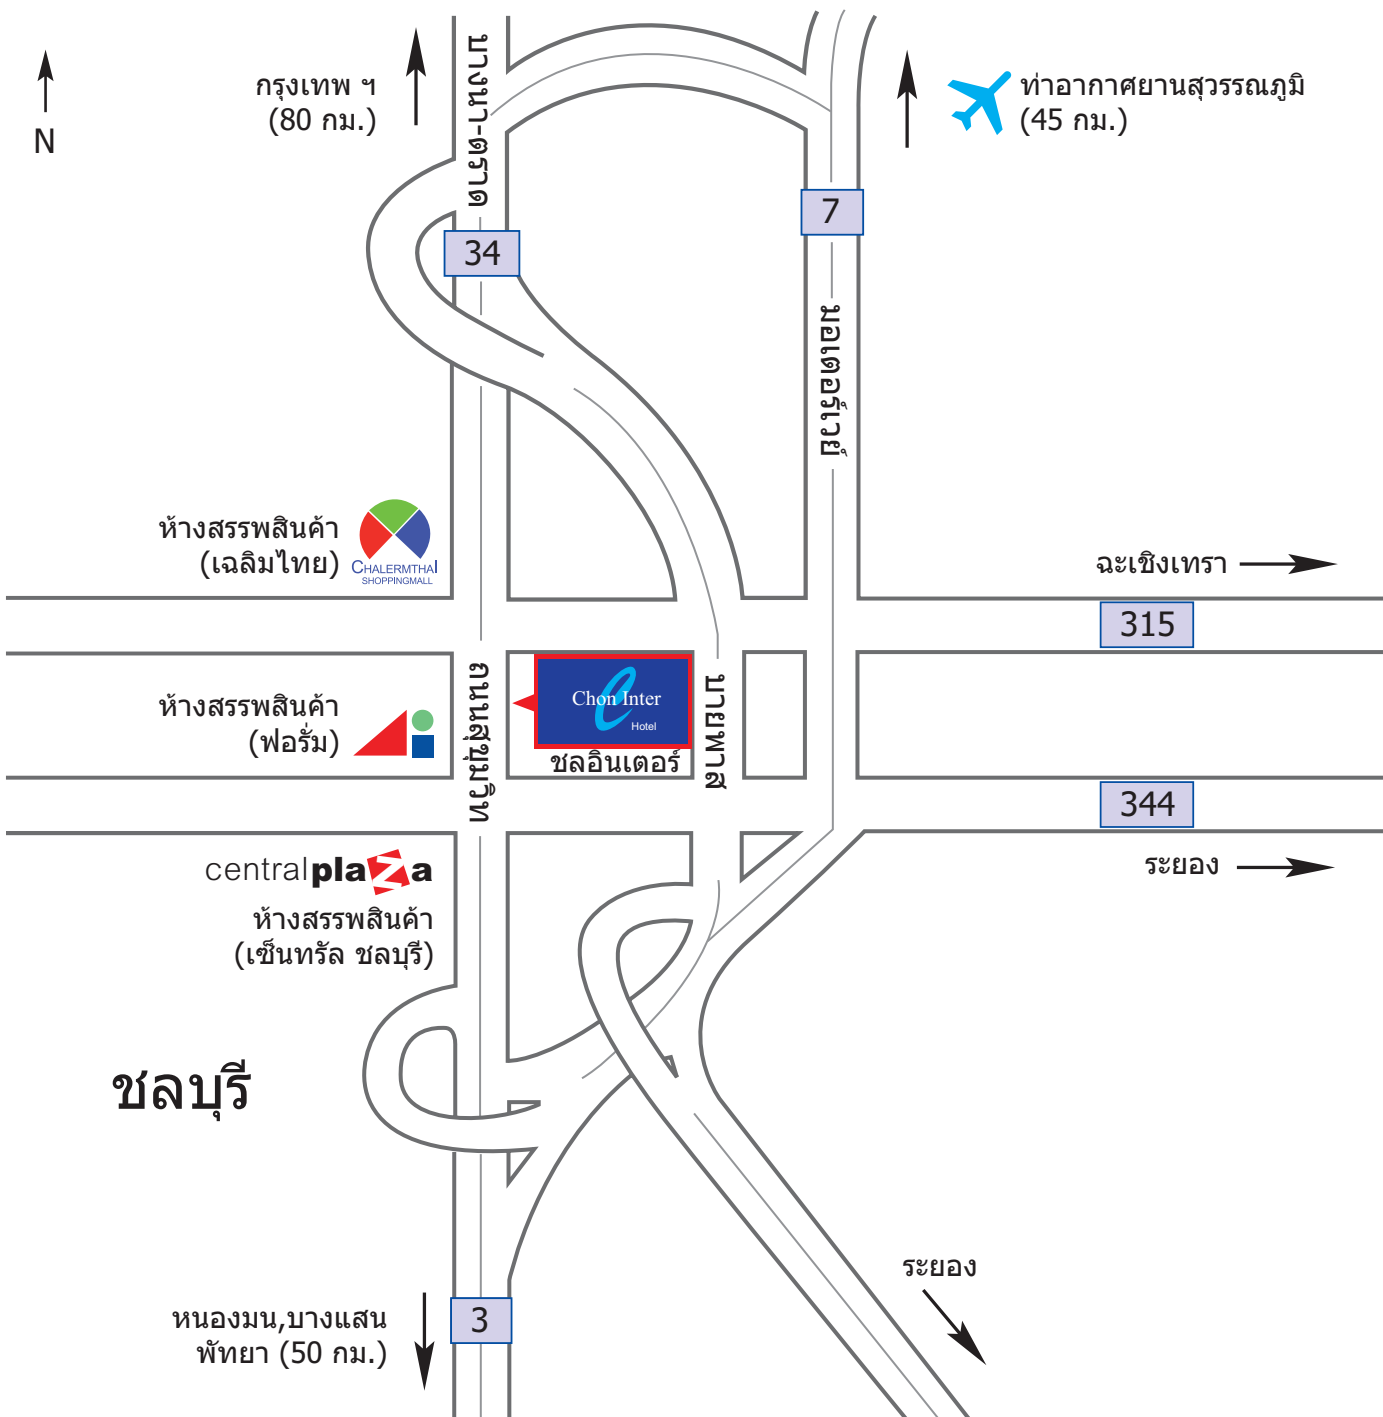 กรุงเทพ ฯ
(80 กม.)
N
บางนา-ตราด
ท่าอากาศยานสุวรรณภูมิ
(45 กม.)
7
34
มอเตอร์เวย์
ห้างสรรพสินค้า
(เฉลิมไทย)
CHALERMTHAI
SHOPPINGMALL
ฉะเชิงเทรา
315
ห้างสรรพสินค้า
(ฟอรั่ม)
ถนนสุขุมวิท
Chon Inter
Hotel
ชลอินเตอร์
บายพาส
344
ระยอง
centralplaza
ห้างสรรพสินค้า
(เซ็นทรัล ชลบุรี)
ชลบุรี
ระยอง
หนองมน,บางแสน
พัทยา (50 กม.)
3